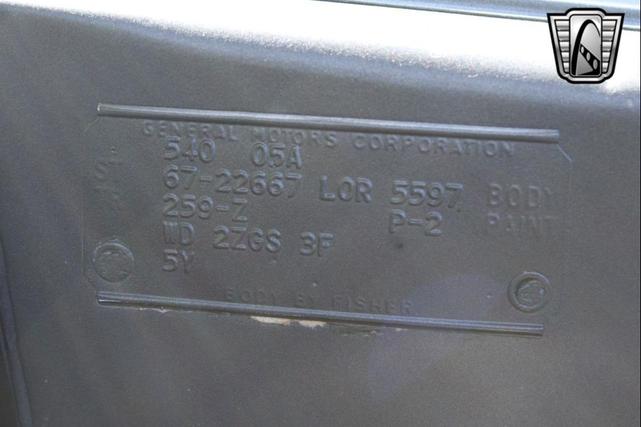 GENERAL MOTORS CORPORATION
540 05A
ST 67-22667 LOR 5597 BODY
259-Z P-2 PAINT
WD 2ZGS 3F
5Y
BODY BY FISHER